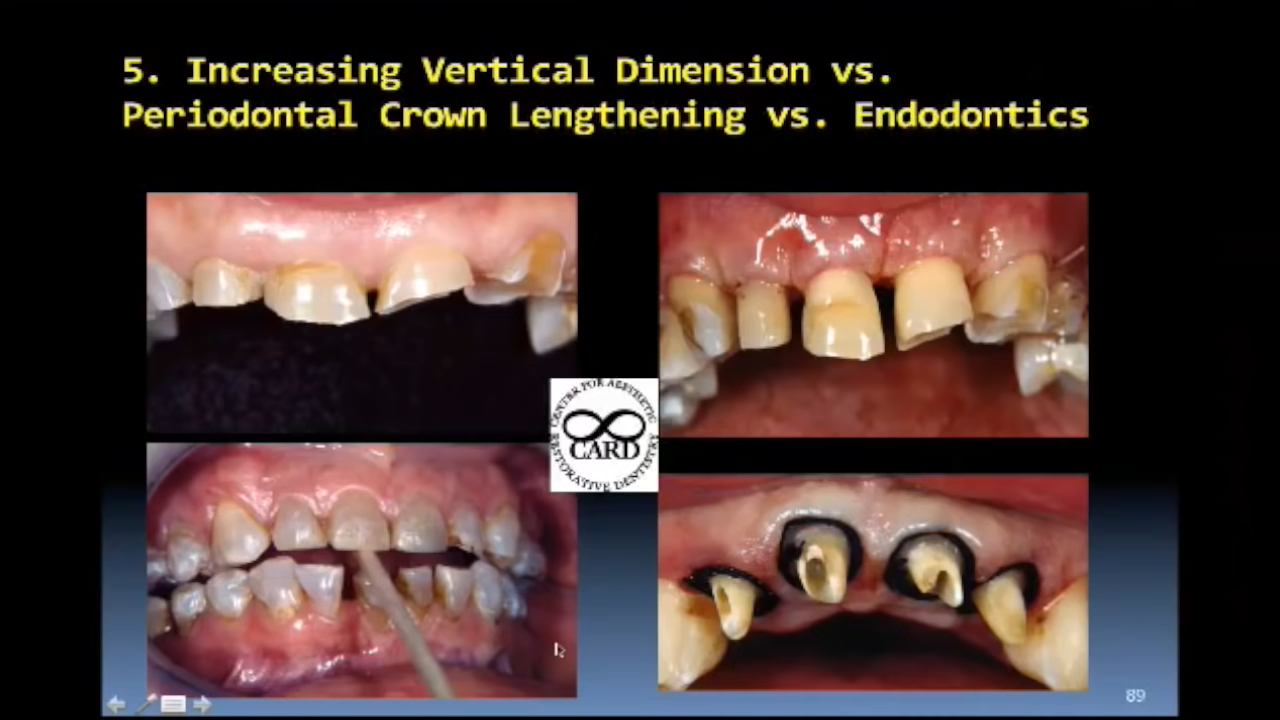 5. Increasing Vertical Dimension vs.
Periodontal Crown Lengthening vs. Endodontics
CENTER FOR AESTHETIC
CARD
RESTORATIVE DENTISTRY
89